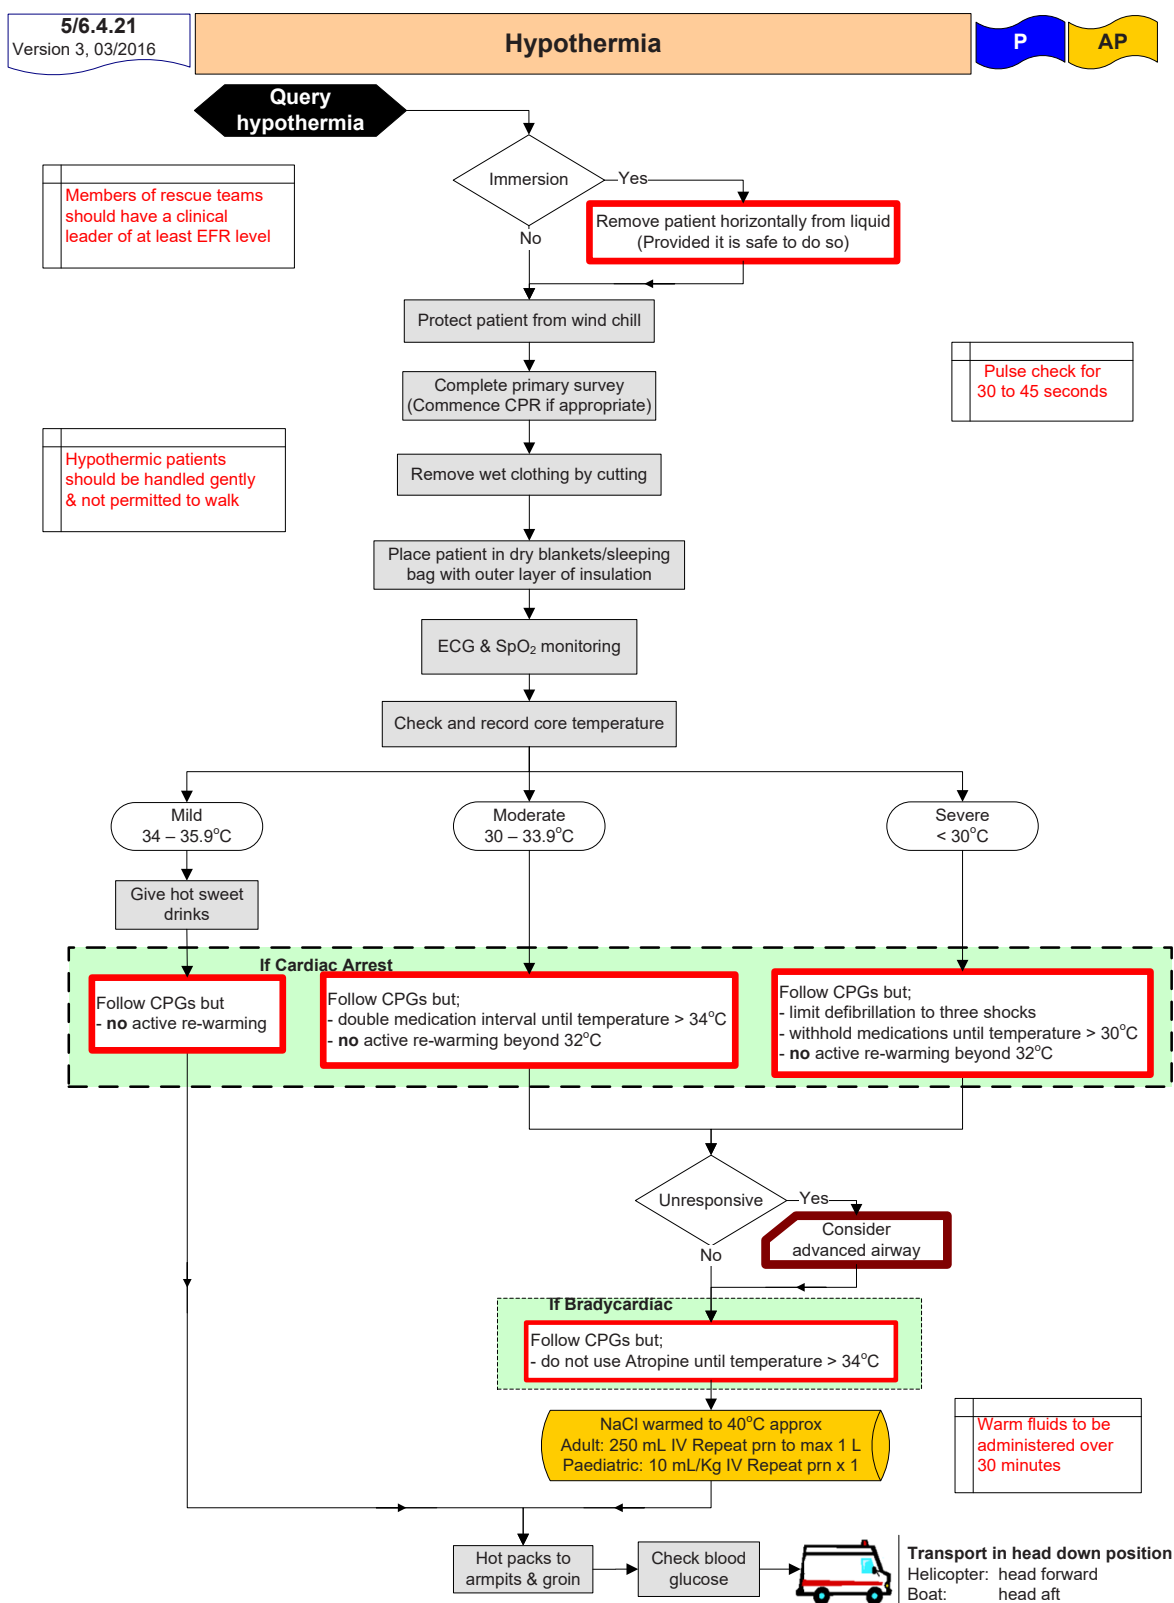 5/6.4.21
Version 3, 03/2016
Hypothermia
P
AP
Query
hypothermia
Immersion
Yes
No
Remove patient horizontally from liquid
(Provided it is safe to do so)
Members of rescue teams
should have a clinical
leader of at least EFR level
Protect patient from wind chill
Pulse check for
30 to 45 seconds
Complete primary survey
(Commence CPR if appropriate)
Hypothermic patients
should be handled gently
& not permitted to walk
Remove wet clothing by cutting
Place patient in dry blankets/sleeping
bag with outer layer of insulation
ECG & SpO₂ monitoring
Check and record core temperature
Mild
34 – 35.9°C
Moderate
30 – 33.9°C
Severe
< 30°C
Give hot sweet
drinks
If Cardiac Arrest
Follow CPGs but
- no active re-warming
Follow CPGs but;
- double medication interval until temperature > 34°C
- no active re-warming beyond 32°C
Follow CPGs but;
- limit defibrillation to three shocks
- withhold medications until temperature > 30°C
- no active re-warming beyond 32°C
Unresponsive
Yes
No
Consider
advanced airway
If Bradycardiac
Follow CPGs but;
- do not use Atropine until temperature > 34°C
NaCl warmed to 40°C approx
Adult: 250 mL IV Repeat prn to max 1 L
Paediatric: 10 mL/Kg IV Repeat prn x 1
Warm fluids to be
administered over
30 minutes
Hot packs to
armpits & groin
Check blood
glucose
Transport in head down position
Helicopter: head forward
Boat: head aft